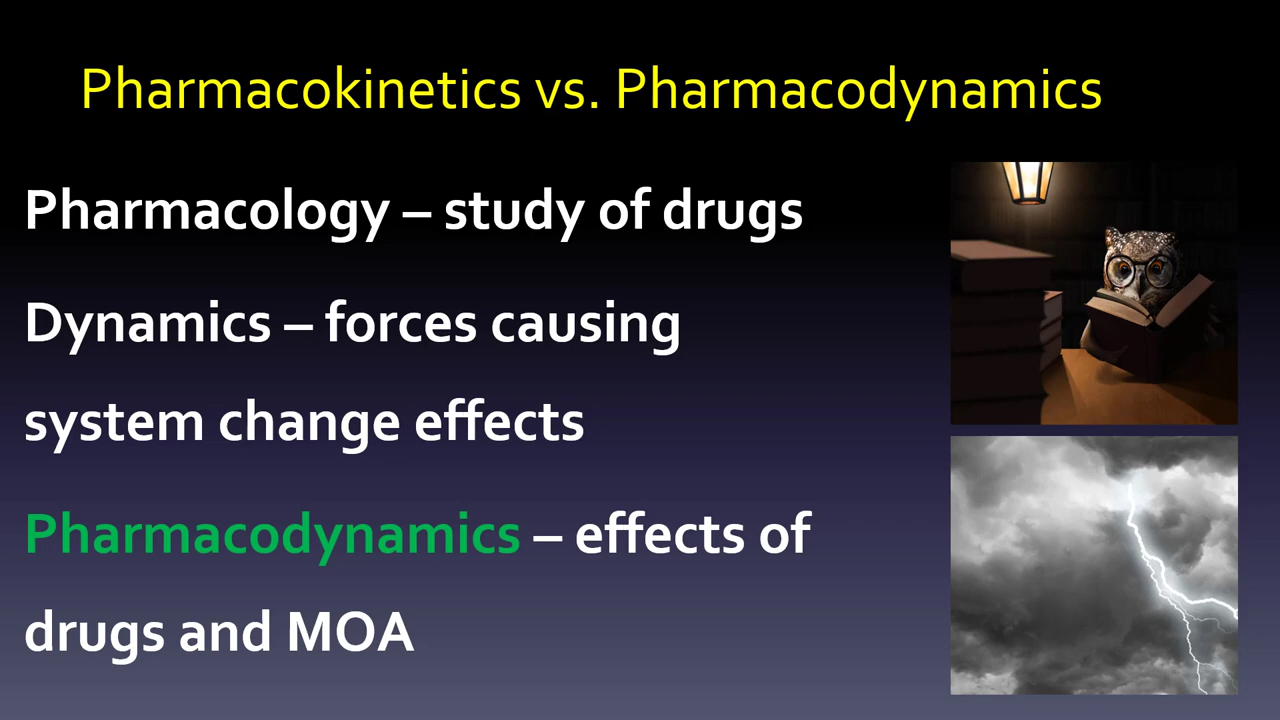 Pharmacokinetics vs. Pharmacodynamics
Pharmacology – study of drugs
Dynamics – forces causing
system change effects
Pharmacodynamics – effects of
drugs and MOA